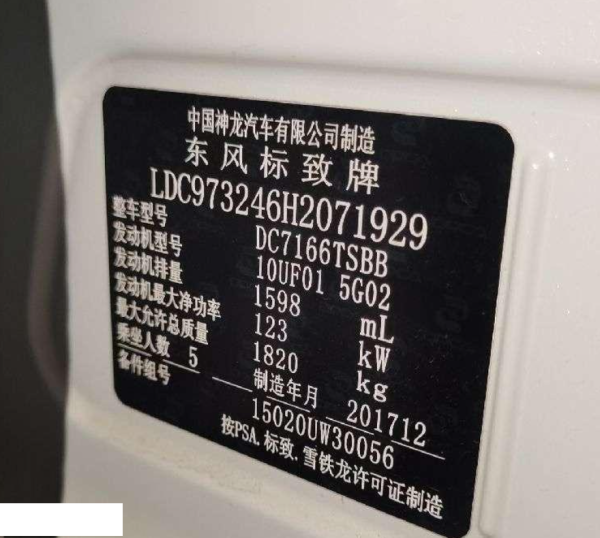 中国神龙汽车有限公司制造
东风标致牌
LDC973246H2071929
整车型号 DC7166TSBB
发动机型号 10UF01 5G02
发动机排量 1598 mL
发动机最大净功率 123 kW
最大允许总质量 1820 kg
乘坐人数 5 制造年月 201712
备件组号 15020UW30056
按PSA.标致.雪铁龙许可证制造